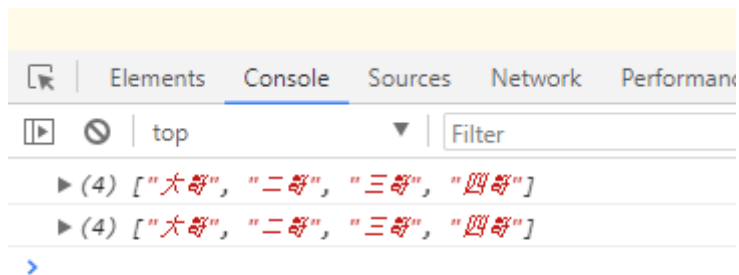 Elements Console Sources Network Performanc
top Filter
(4) ["大哥", "二哥", "三哥", "四哥"]
(4) ["大哥", "二哥", "三哥", "四哥"]